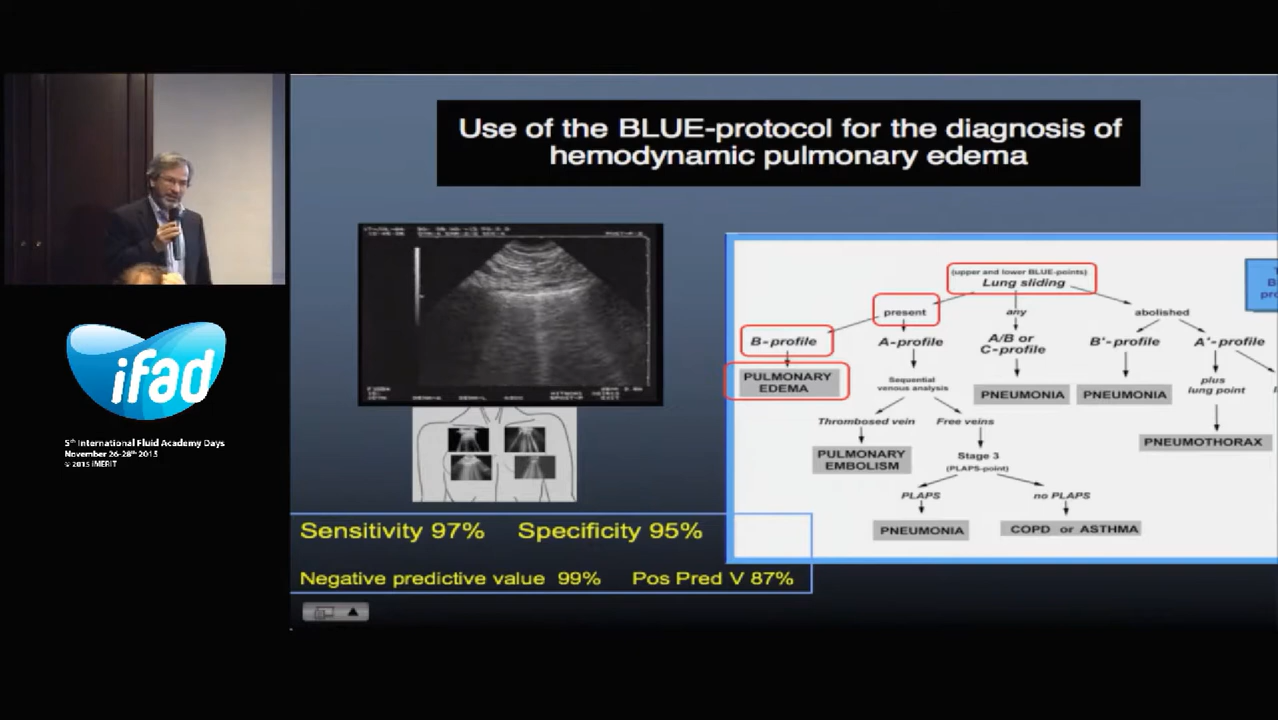 Use of the BLUE-protocol for the diagnosis of
hemodynamic pulmonary edema
(upper and lower BLUE-points)
Lung sliding
present
any
abolished
B-profile
A-profile
A/B or
C-profile
B'-profile
A'-profile
PULMONARY
EDEMA
Sequential
venous analysis
PNEUMONIA
PNEUMONIA
plus
lung point
Thrombosed vein
Free veins
PNEUMOTHORAX
PULMONARY
EMBOLISM
Stage 3
(PLAPS-point)
PLAPS
no PLAPS
PNEUMONIA
COPD or ASTHMA
Sensitivity 97% Specificity 95%
Negative predictive value 99% Pos Pred V 87%
ifad
5th International Fluid Academy Days
November 26-28th 2015
© 2015 iMERIT